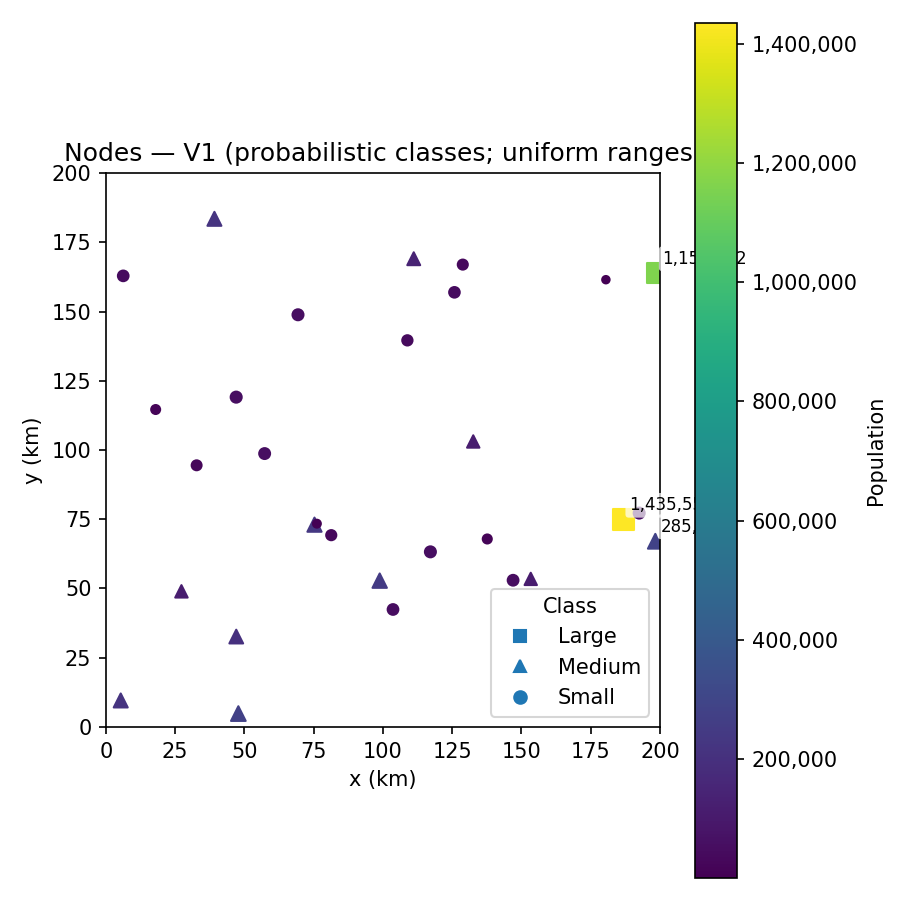 Nodes — V1 (probabilistic classes; uniform ranges
y (km)
200
175
150
125
100
75
50
25
0
0 25 50 75 100 125 150 175 200
x (km)
Class
Large
Medium
Small
1,400,000
1,200,000
1,000,000
800,000
600,000
400,000
200,000
Population